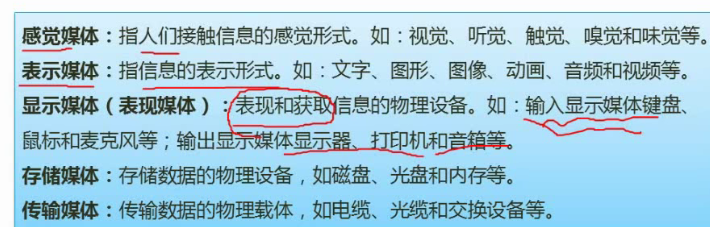 感觉媒体：指人们接触信息的感觉形式。如：视觉、听觉、触觉、嗅觉和味觉等。
表示媒体：指信息的表示形式。如：文字、图形、图像、动画、音频和视频等。
显示媒体（表现媒体）：表现和获取信息的物理设备。如：输入显示媒体键盘、
鼠标和麦克风等；输出显示媒体显示器、打印机和音箱等。
存储媒体：存储数据的物理设备，如磁盘、光盘和内存等。
传输媒体：传输数据的物理载体，如电缆、光缆和交换设备等。